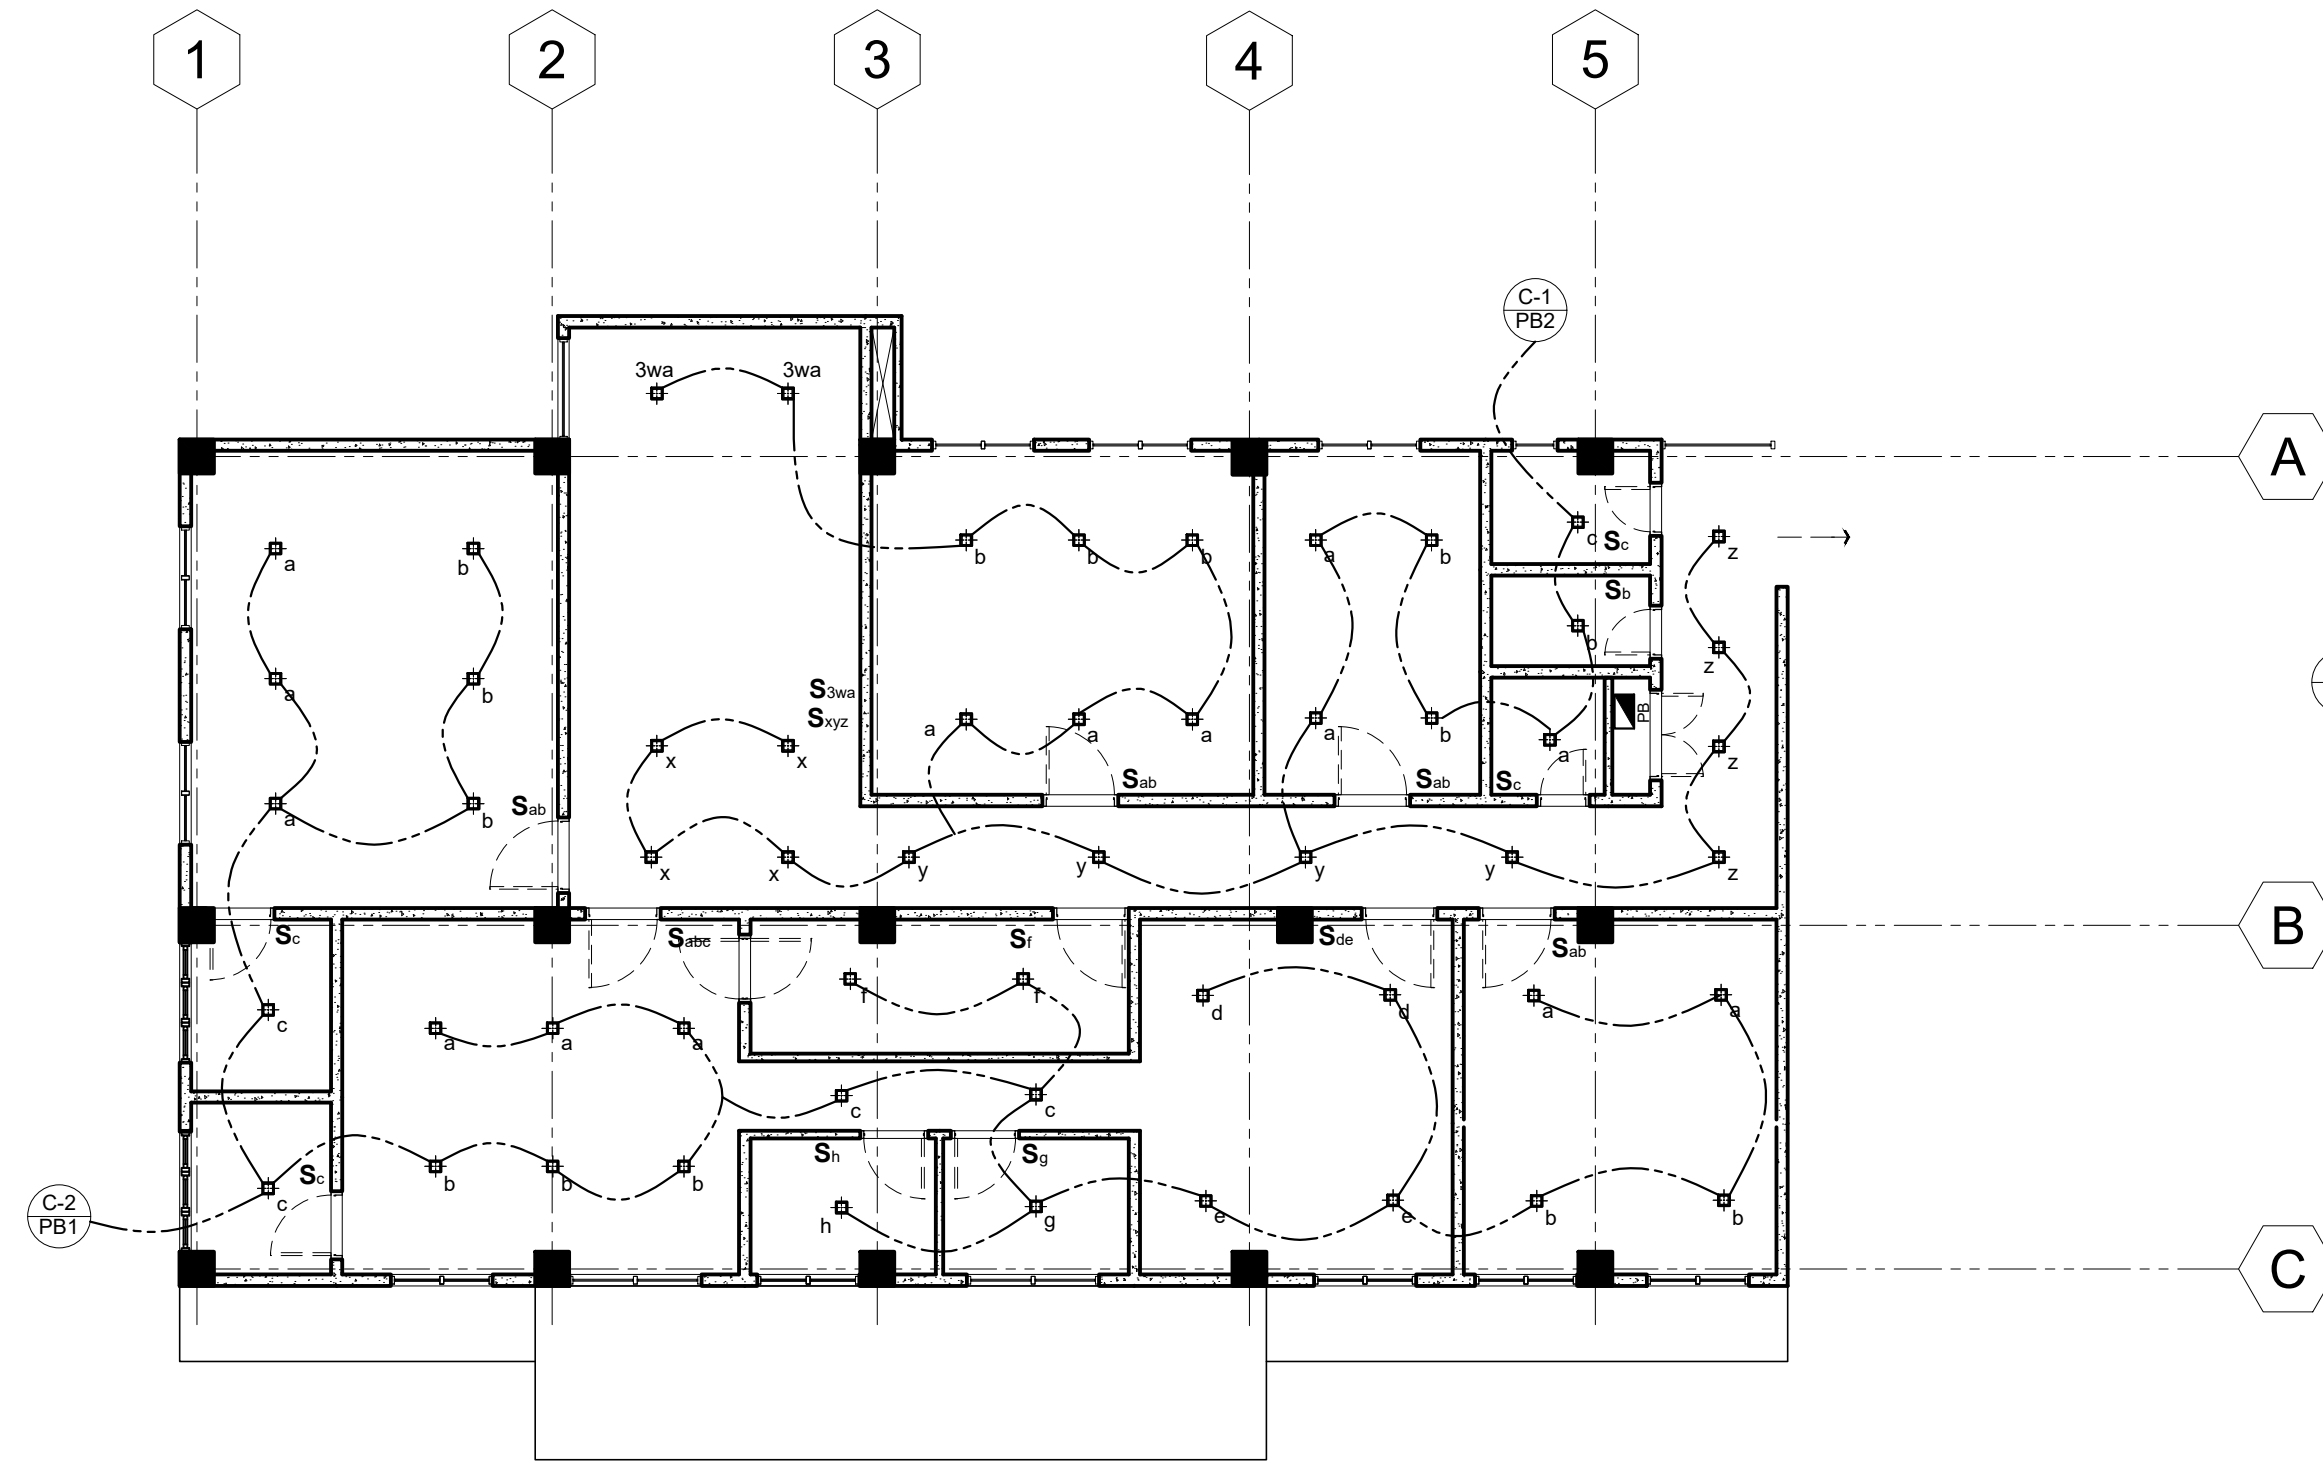 1 2 3 4 5
C-1
PB2
3wa 3wa
A
b b b a b c Sc z
a b
Sb
b z
a b
S3wa
Sxyz
PB
a a a a b a z
x x
Sab Sab Sc
Sab
a b
x x y y y y z
B
Sc Sabc Sf Sde Sab
f f d d a a
c a a a
c c
Sh Sg
Sc b b b
c
C-2
PB1
h g e e b b
C